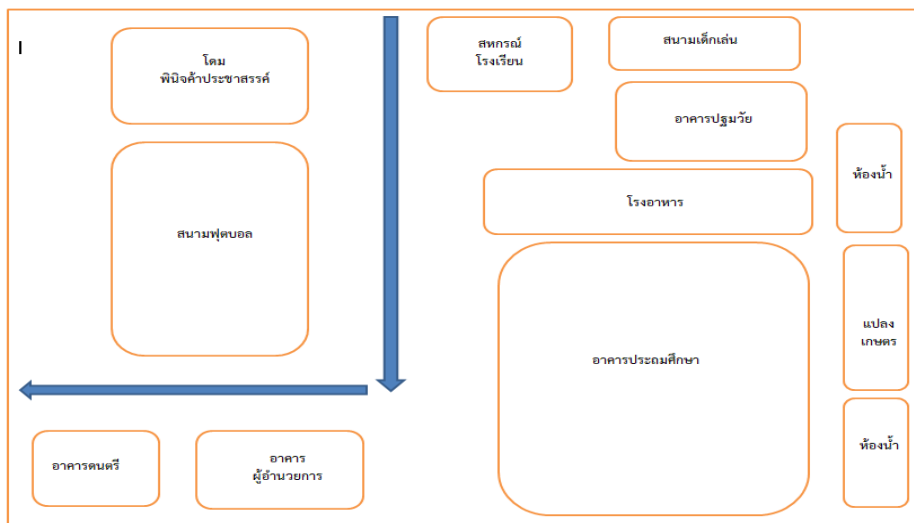 โดม
พินิจค้าประชาสรรค์
สหกรณ์
โรงเรียน
สนามเด็กเล่น
อาคารปฐมวัย
ห้องน้ำ
โรงอาหาร
สนามฟุตบอล
แปลง
เกษตร
อาคารประถมศึกษา
ห้องน้ำ
อาคารดนตรี
อาคาร
ผู้อำนวยการ